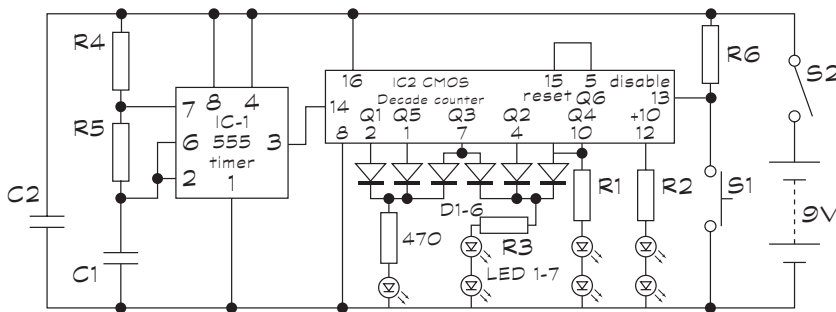 R4
R5
C2
C1
7
8
4
IC-1
555
timer
6
2
3
1
16
IC2 CMOS
Decade counter
15
5
disable
reset
Q6
13
14
8
Q1
Q5
Q3
Q2
Q4
+10
2
1
7
4
10
12
D1-6
470
R3
LED 1-7
R1
R2
R6
S1
S2
9V